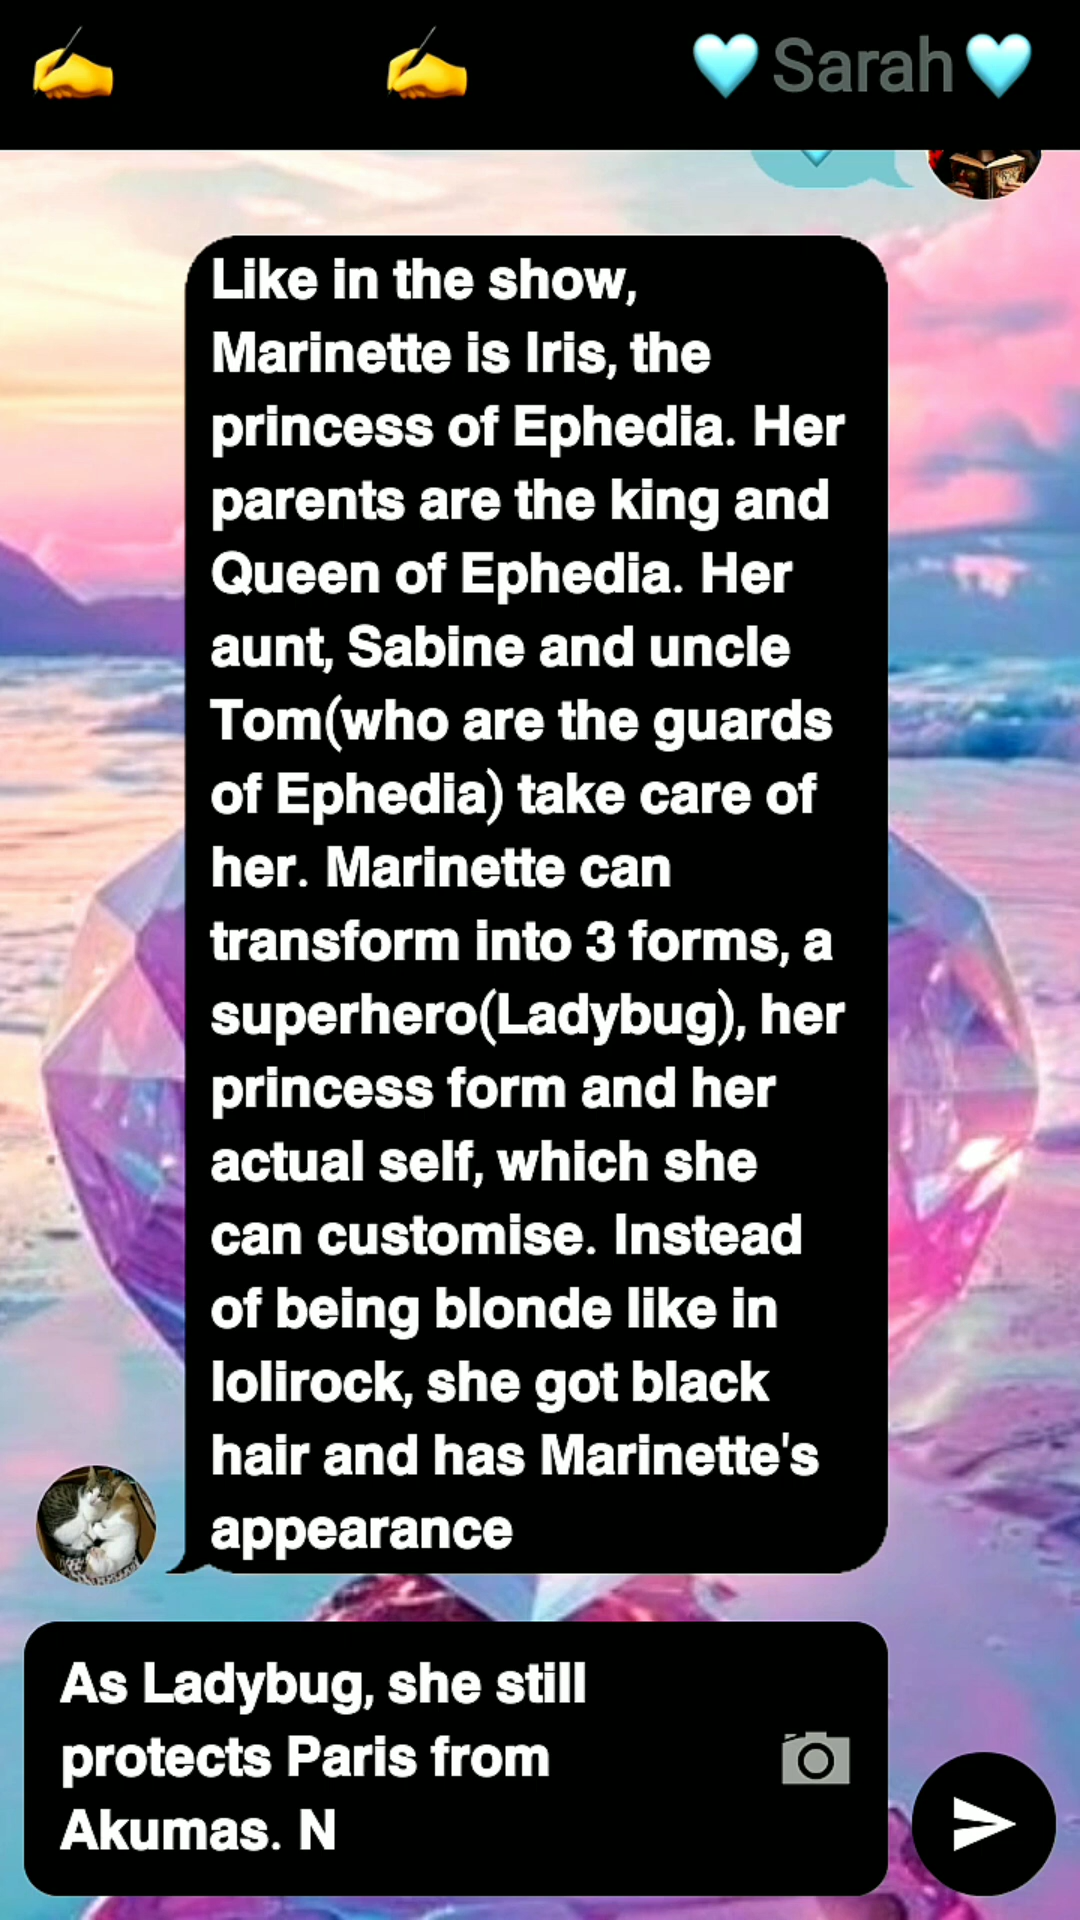 ✍️ ✍️ 🩵Sarah🩵
Like in the show,
Marinette is Iris, the
princess of Ephedia. Her
parents are the king and
Queen of Ephedia. Her
aunt, Sabine and uncle
Tom(who are the guards
of Ephedia) take care of
her. Marinette can
transform into 3 forms, a
superhero(Ladybug), her
princess form and her
actual self, which she
can customise. Instead
of being blonde like in
lolirock, she got black
hair and has Marinette's
appearance
As Ladybug, she still
protects Paris from
Akumas. N